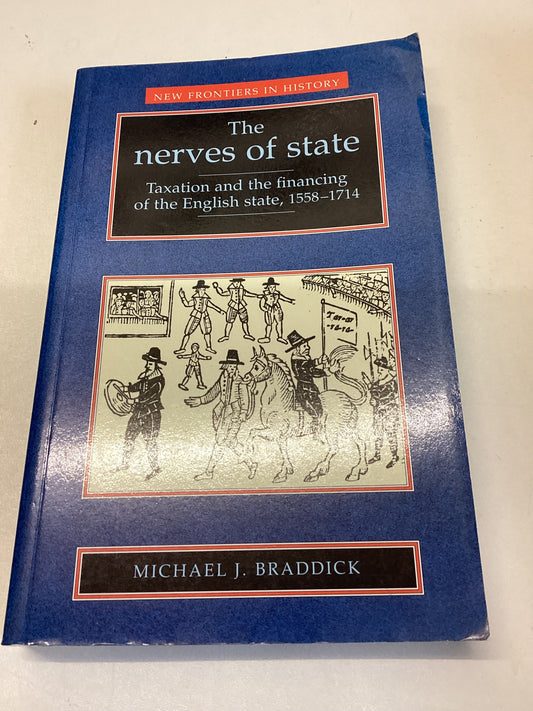 NEW FRONTIERS IN HISTORY
The
nerves of state
Taxation and the financing
of the English state, 1558–1714
MICHAEL J. BRADDICK